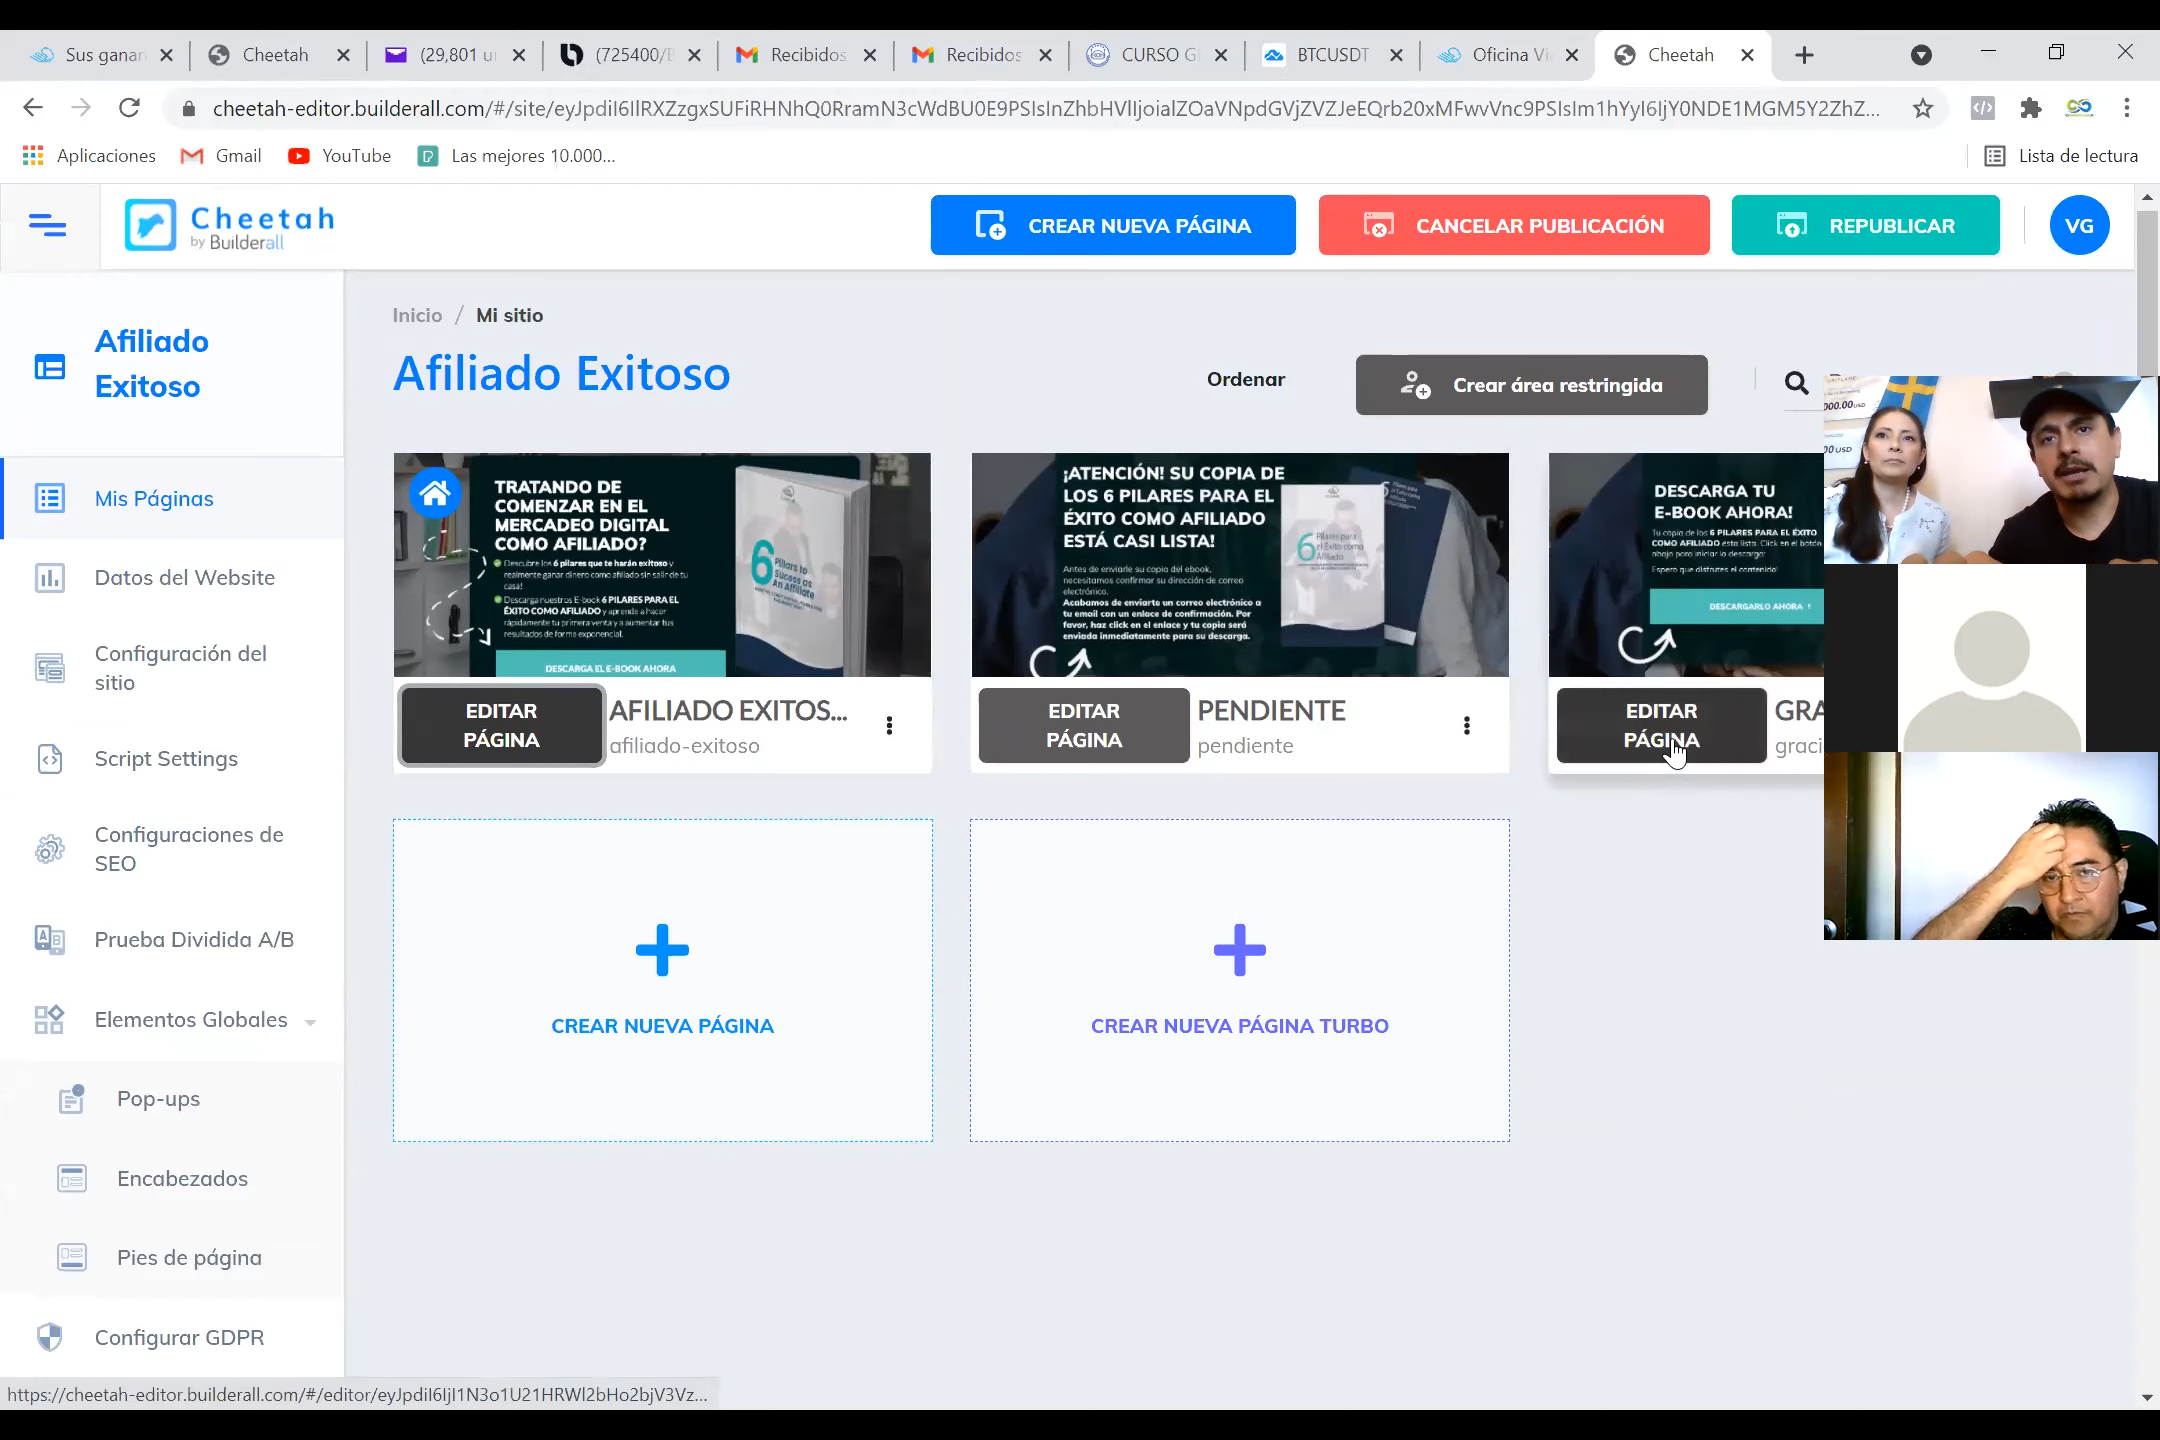 Sus ganan
Cheetah
(29,801 u
(725400/
Recibidos
Recibidos
CURSO G
BTCUSDT
Oficina Vi
Cheetah
cheetah-editor.builderall.com/#/site/
Aplicaciones
Gmail
YouTube
Las mejores 10.000...
Lista de lectura
Cheetah
by Builderall
CREAR NUEVA PÁGINA
CANCELAR PUBLICACIÓN
REPUBLICAR
VG
Afiliado
Exitoso
Mis Páginas
Datos del Website
Configuración del
sitio
Script Settings
Configuraciones de
SEO
Prueba Dividida A/B
Elementos Globales
Pop-ups
Encabezados
Pies de página
Configurar GDPR
Inicio / Mi sitio
Afiliado Exitoso
Ordenar
Crear área restringida
TRATANDO DE
COMENZAR EN EL
MERCADEO DIGITAL
COMO AFILIADO?
Descubre los 6 pilares que te harán exitoso y
realmente ganar dinero como afiliado sin salir de tu
casa!
Descarga nuestros E-book 6 PILARES PARA EL
ÉXITO COMO AFILIADO y aprende a hacer
rápidamente tu primera venta y a aumentar tus
resultados de forma exponencial.
DESCARGA EL E-BOOK AHORA
6 Pillars to
Success as
An Affiliate
EDITAR
PÁGINA
AFILIADO EXITOS...
afiliado-exitoso
¡ATENCIÓN! SU COPIA DE
LOS 6 PILARES PARA EL
ÉXITO COMO AFILIADO
ESTÁ CASI LISTA!
Antes de enviarle su copia del ebook,
necesitamos confirmar su dirección de correo
electrónico.
Acabamos de enviarte un correo electrónico a
tu email con un enlace de confirmación. Por
favor, haz click en el enlace y tu copia será
enviada inmediatamente para su descarga.
6 Pilares para
el Éxito como
Afiliado
EDITAR
PÁGINA
PENDIENTE
pendiente
DESCARGA TU
E-BOOK AHORA!
Tu copia de los 6 PILARES PARA EL ÉXITO
COMO AFILIADO esta lista. Click en el botón
abajo para iniciar la descarga:
Espero que disfrutes el contenido!
DESCARGARLO AHORA !
EDITAR
PÁGINA
GRA
graci
000.00 USD
00 USD
CREAR NUEVA PÁGINA
CREAR NUEVA PÁGINA TURBO
https://cheetah-editor.builderall.com/#/editor/